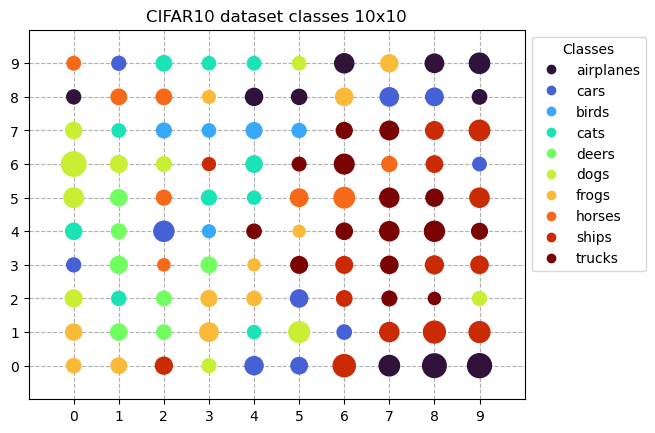 CIFAR10 dataset classes 10x10
9
8
7
6
5
4
3
2
1
0
0 1 2 3 4 5 6 7 8 9
Classes
airplanes
cars
birds
cats
deers
dogs
frogs
horses
ships
trucks